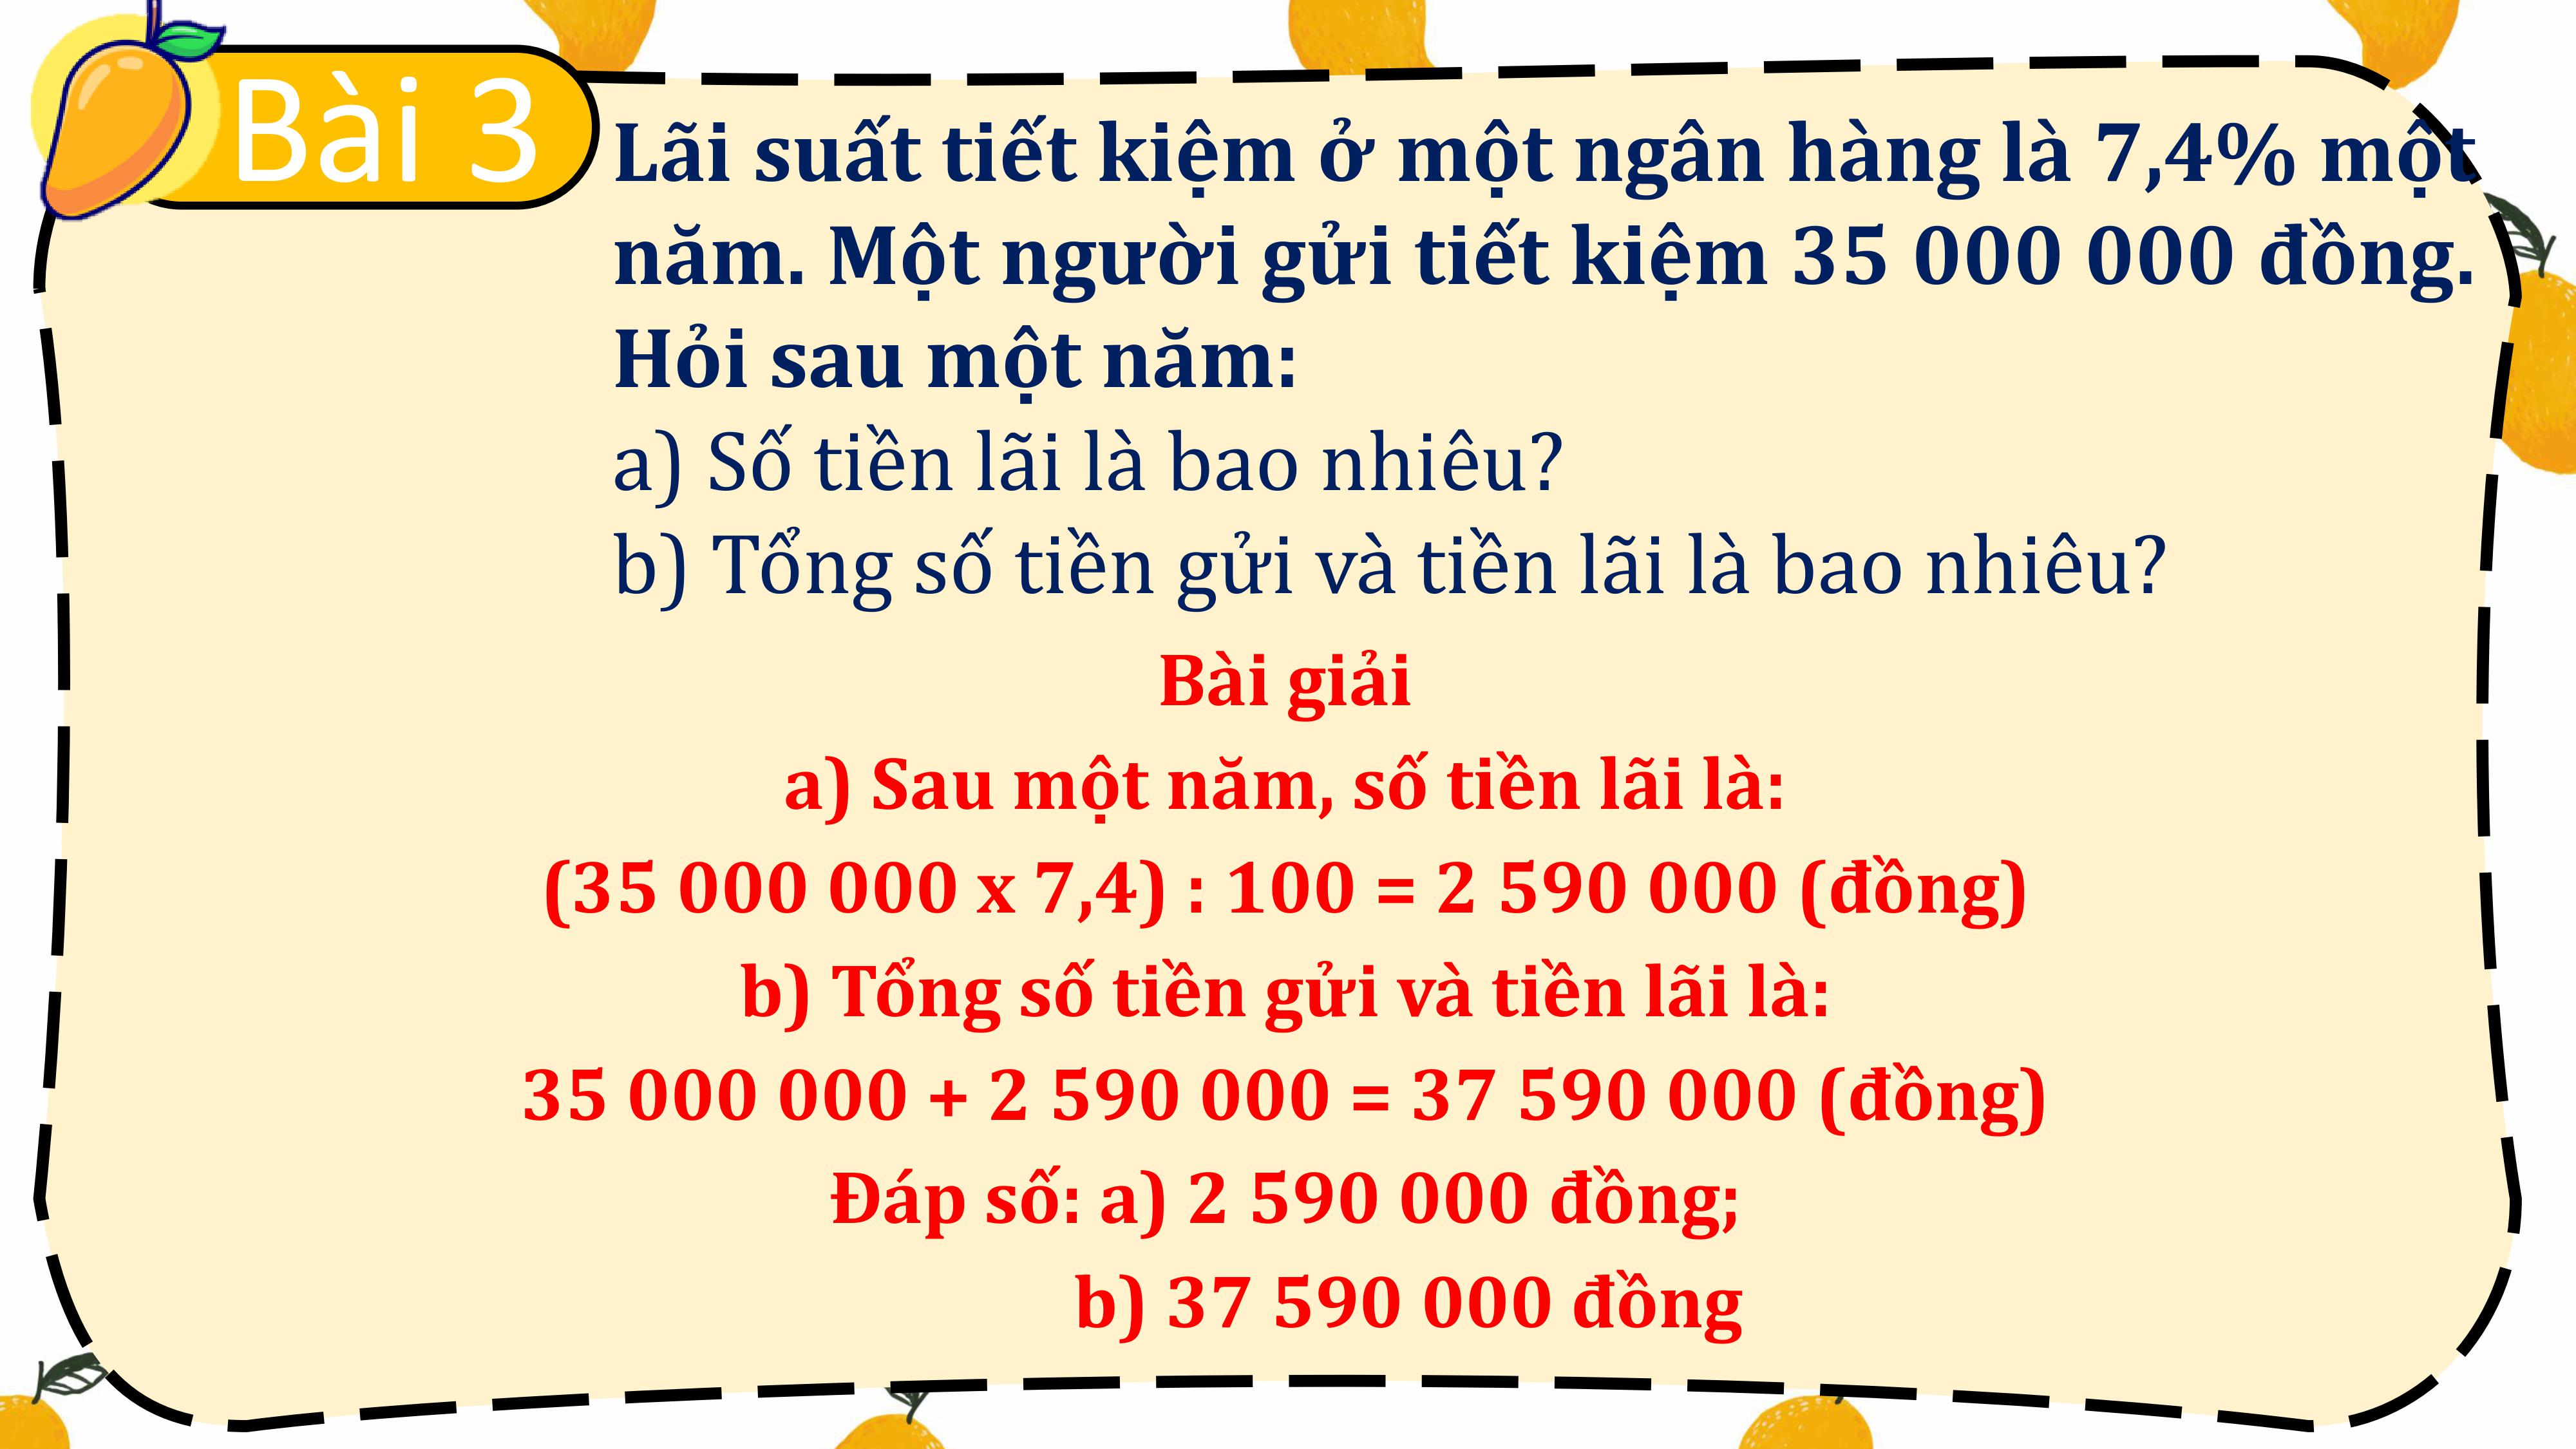 Bài 3
Lãi suất tiết kiệm ở một ngân hàng là 7,4% một
năm. Một người gửi tiết kiệm 35 000 000 đồng.
Hỏi sau một năm:
a) Số tiền lãi là bao nhiêu?
b) Tổng số tiền gửi và tiền lãi là bao nhiêu?
Bài giải
a) Sau một năm, số tiền lãi là:
(35 000 000 x 7,4) : 100 = 2 590 000 (đồng)
b) Tổng số tiền gửi và tiền lãi là:
35 000 000 + 2 590 000 = 37 590 000 (đồng)
Đáp số: a) 2 590 000 đồng;
b) 37 590 000 đồng